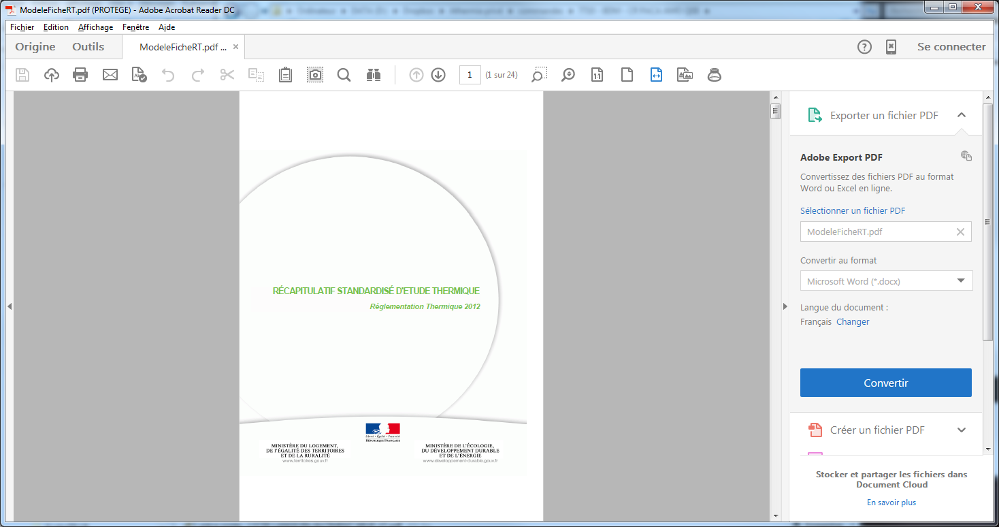 ModeleFicheRT.pdf (PROTEGE) - Adobe Acrobat Reader DC
Fichier Edition Affichage Fenêtre Aide
Origine Outils ModeleFicheRT.pdf ... × Se connecter
1 (1 sur 24)
RÉCAPITULATIF STANDARDISÉ D'ETUDE THERMIQUE
Réglementation Thermique 2012
Liberté • Égalité • Fraternité
RÉPUBLIQUE FRANÇAISE
MINISTÈRE DU LOGEMENT,
DE L'ÉGALITÉ DES TERRITOIRES
ET DE LA RURALITÉ
www.territoires.gouv.fr
MINISTÈRE DE L'ÉCOLOGIE,
DU DÉVELOPPEMENT DURABLE
ET DE L'ÉNERGIE
www.developpement-durable.gouv.fr
Exporter un fichier PDF
Adobe Export PDF
Convertissez des fichiers PDF au format
Word ou Excel en ligne.
Sélectionner un fichier PDF
ModeleFicheRT.pdf
Convertir au format
Microsoft Word (*.docx)
Langue du document :
Français Changer
Convertir
Créer un fichier PDF
Stocker et partager les fichiers dans
Document Cloud
En savoir plus